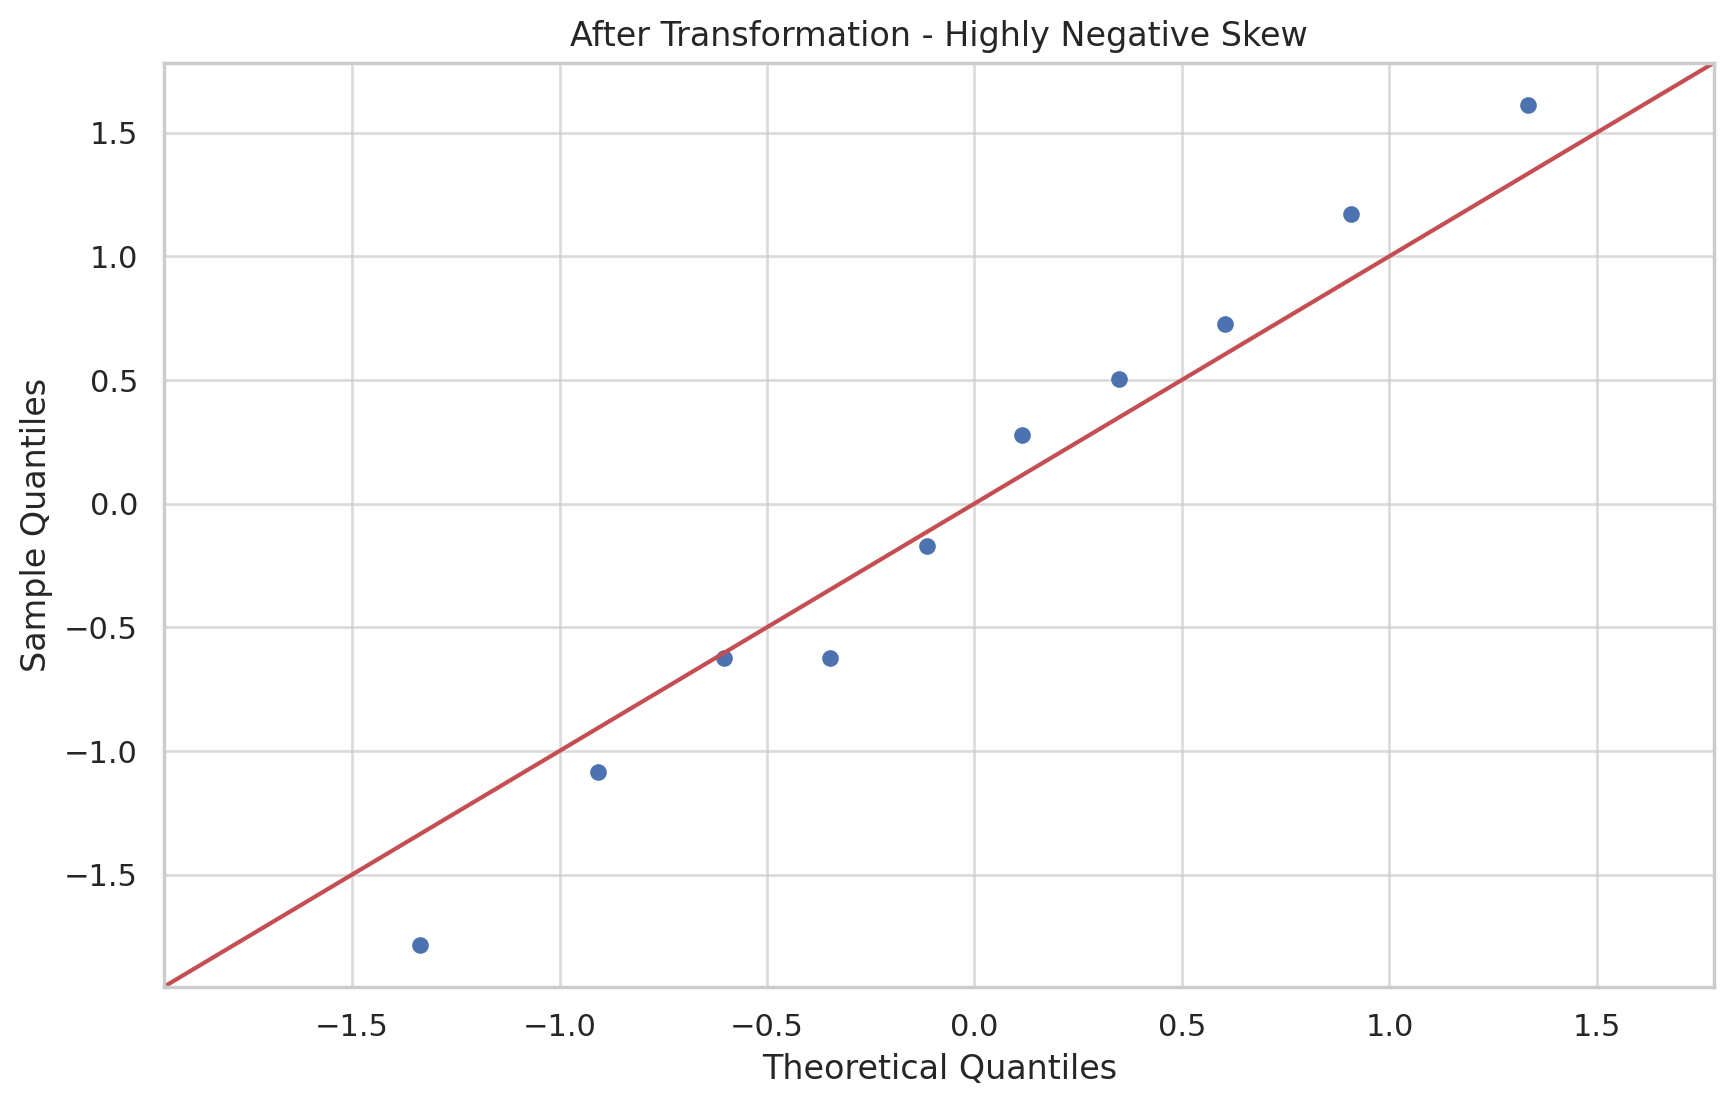 After Transformation - Highly Negative Skew
1.5
1.0
0.5
0.0
−0.5
−1.0
−1.5
Sample Quantiles
−1.5 −1.0 −0.5 0.0 0.5 1.0 1.5
Theoretical Quantiles